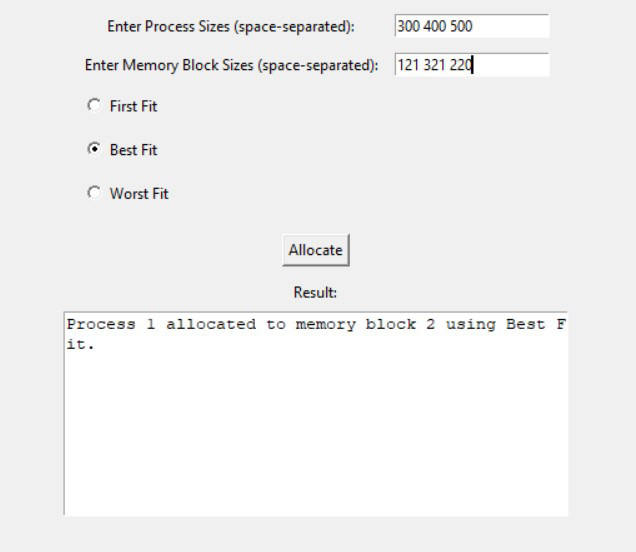 Enter Process Sizes (space-separated): 300 400 500
Enter Memory Block Sizes (space-separated): 121 321 220
First Fit
Best Fit
Worst Fit
Allocate
Result:
Process 1 allocated to memory block 2 using Best F
it.